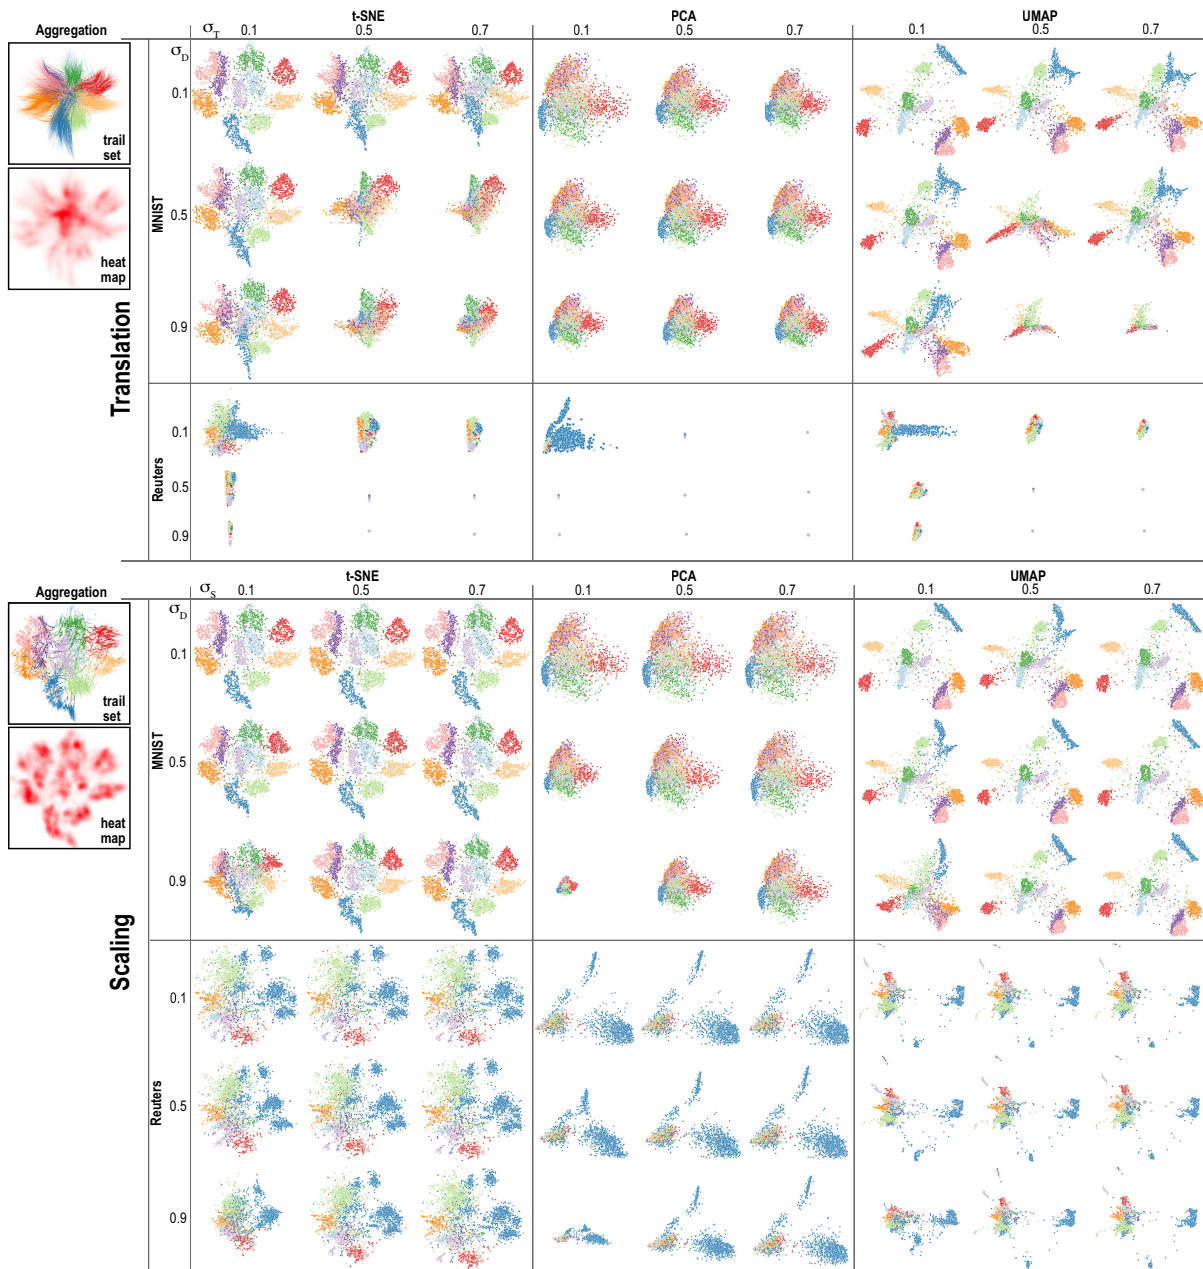 t-SNE PCA UMAP
Aggregation σT 0.1 0.5 0.7 0.1 0.5 0.7 0.1 0.5 0.7
σD
0.1
trail
set
MNIST
0.5
heat
map
0.9
Translation
0.1
Reuters
0.5
0.9
t-SNE PCA UMAP
Aggregation σS 0.1 0.5 0.7 0.1 0.5 0.7 0.1 0.5 0.7
σD
0.1
trail
set
MNIST
0.5
heat
map
0.9
Scaling
0.1
Reuters
0.5
0.9